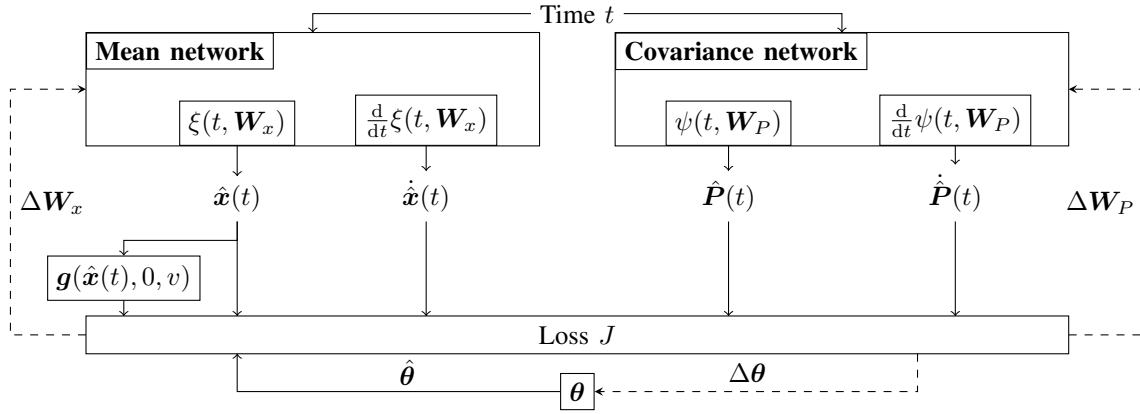 Time t
Mean network
Covariance network
ξ(t, W_x)
d/dt ξ(t, W_x)
ψ(t, W_P)
d/dt ψ(t, W_P)
ΔW_x
x̂(t)
ẋ̂(t)
P̂(t)
Ṗ̂(t)
ΔW_P
g(x̂(t), 0, v)
Loss J
θ̂
θ
Δθ